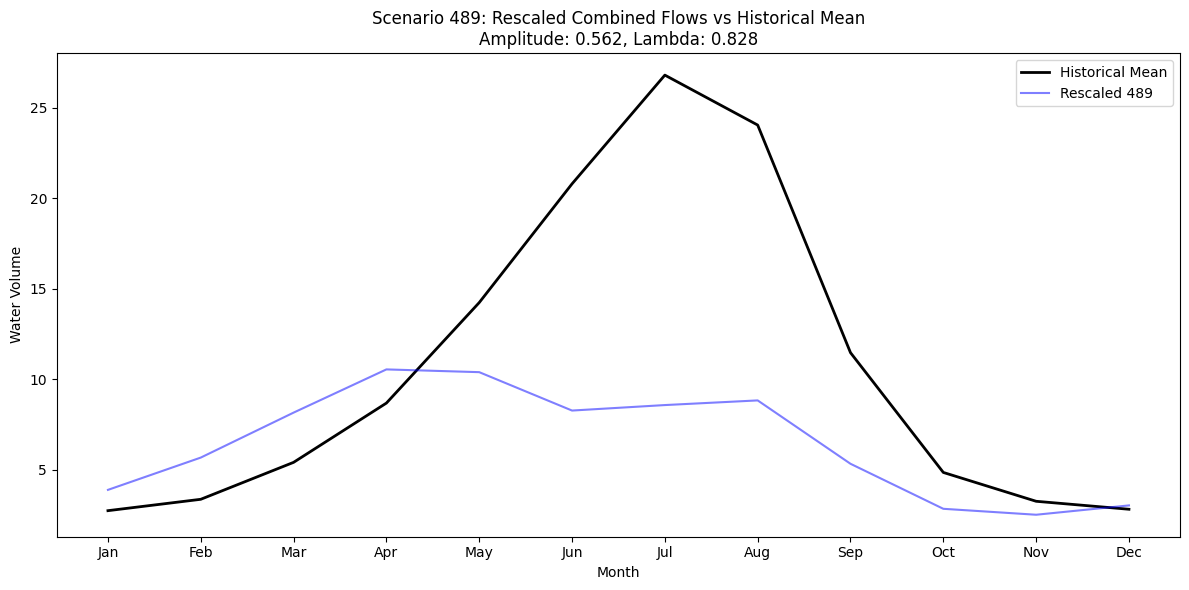 Scenario 489: Rescaled Combined Flows vs Historical Mean
Amplitude: 0.562, Lambda: 0.828
Historical Mean
Rescaled 489
Water Volume
25
20
15
10
5
Jan Feb Mar Apr May Jun Jul Aug Sep Oct Nov Dec
Month